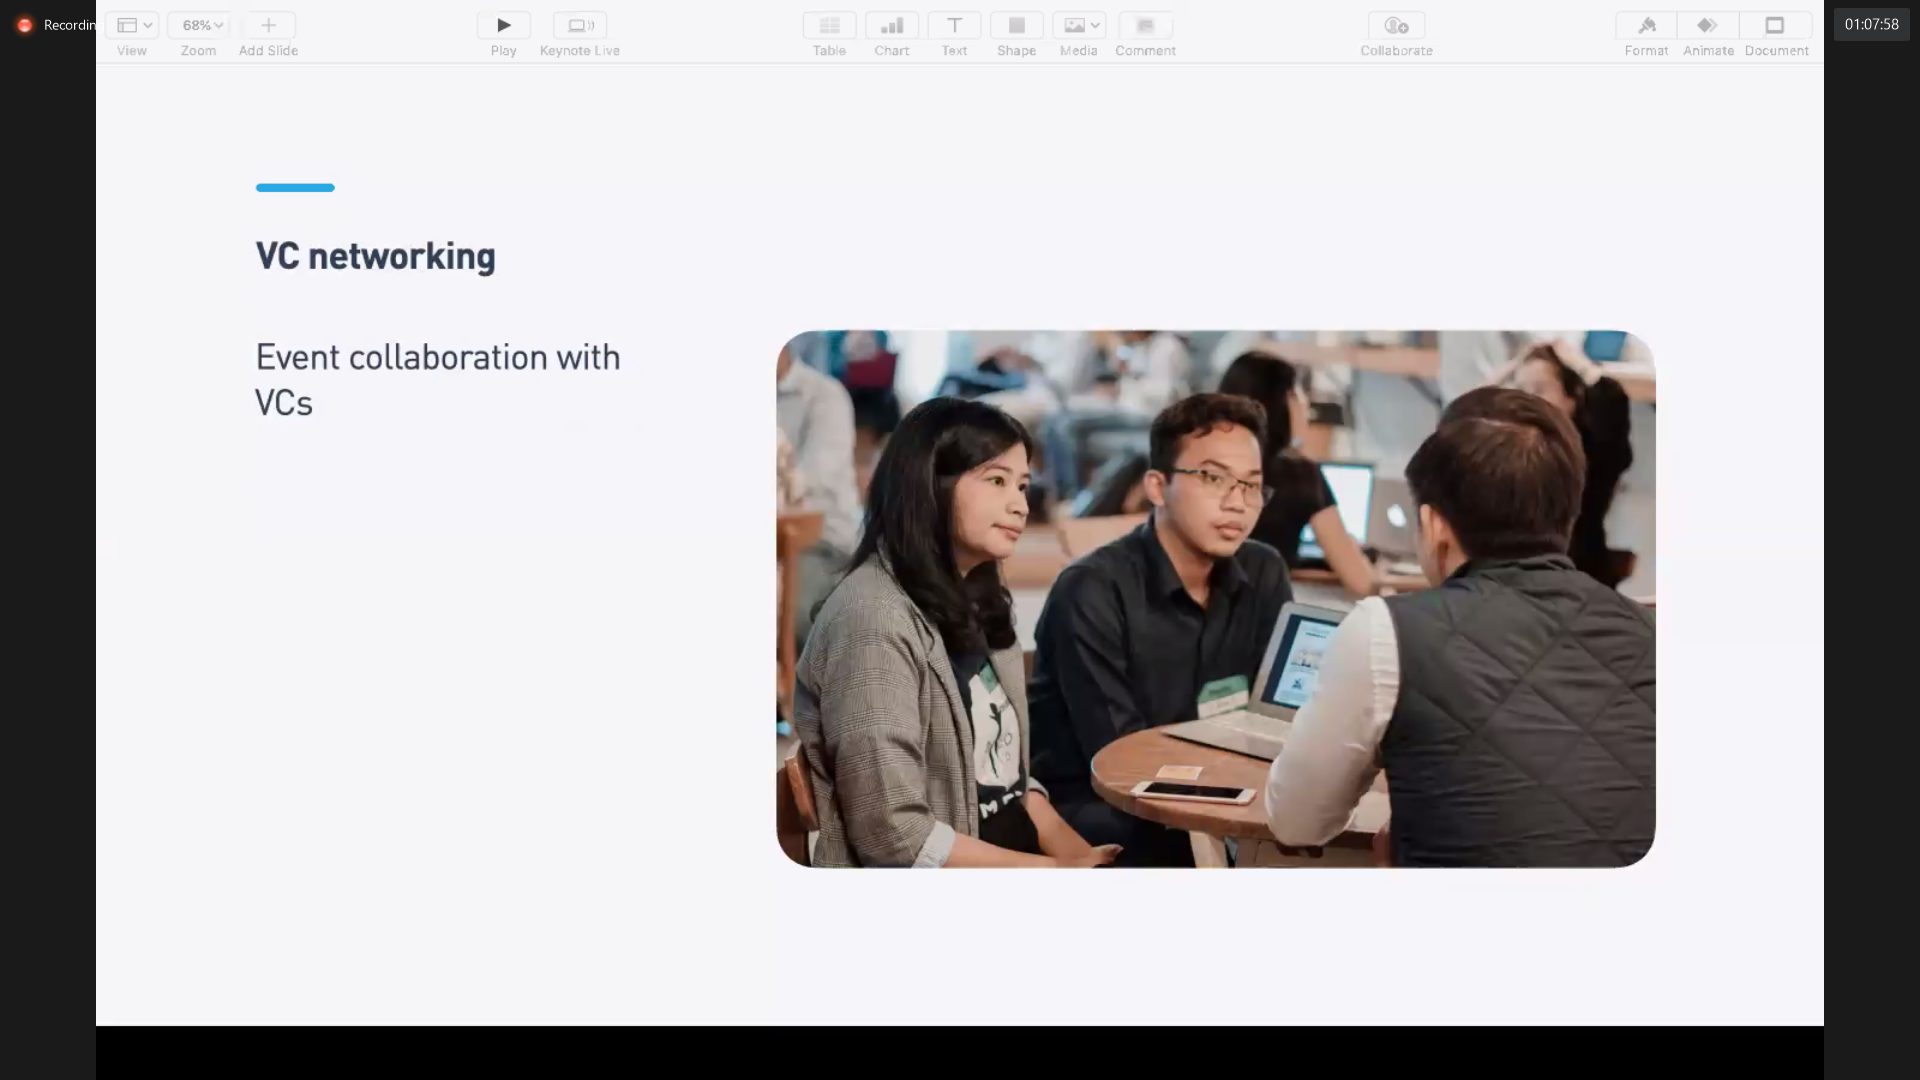 Recording
68%
View
Zoom
Add Slide
Play
Keynote Live
Table
Chart
Text
Shape
Media
Comment
Collaborate
Format
Animate
Document
01:07:58
VC networking
Event collaboration with
VCs